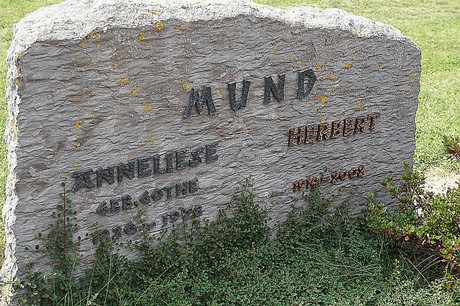 MUND
HERBERT
ANNELIESE
GEB. GOTHE